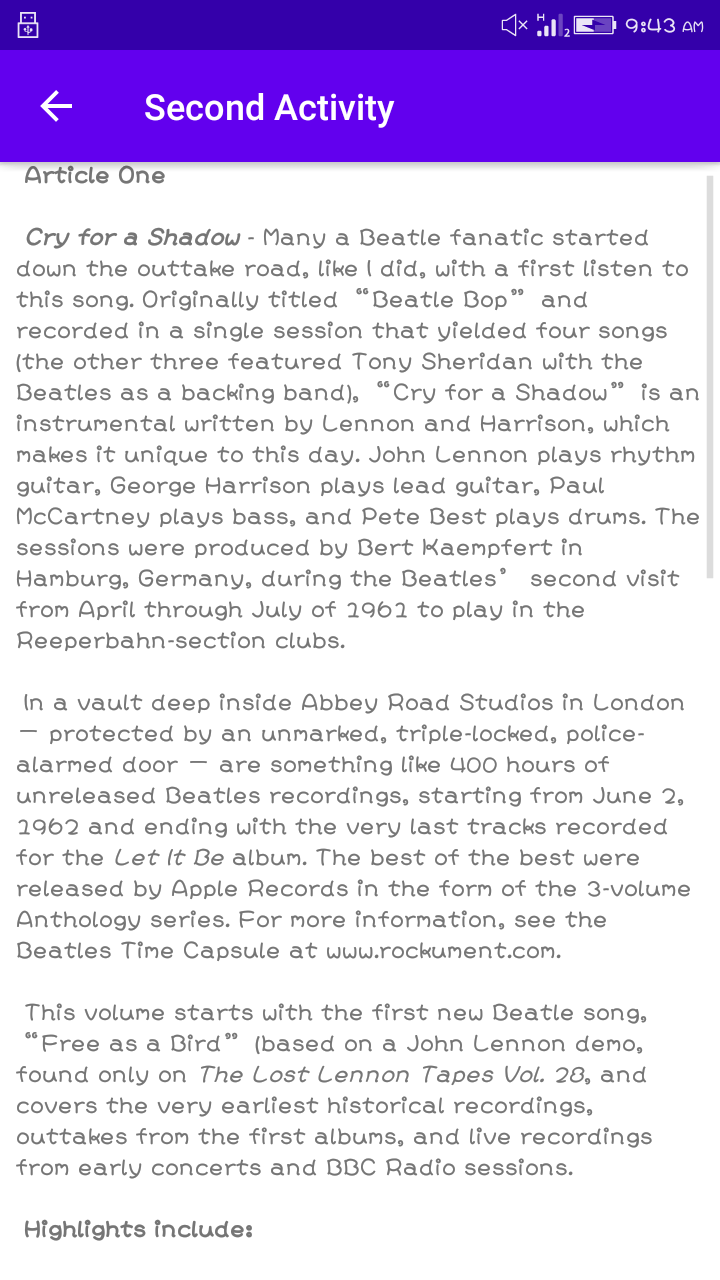 H 2 9:43 AM
Second Activity
Article One
Cry for a Shadow - Many a Beatle fanatic started
down the outtake road, like I did, with a first listen to
this song. Originally titled “Beatle Bop” and
recorded in a single session that yielded four songs
(the other three featured Tony Sheridan with the
Beatles as a backing band), “Cry for a Shadow” is an
instrumental written by Lennon and Harrison, which
makes it unique to this day. John Lennon plays rhythm
guitar, George Harrison plays lead guitar, Paul
McCartney plays bass, and Pete Best plays drums. The
sessions were produced by Bert Kaempfert in
Hamburg, Germany, during the Beatles’ second visit
from April through July of 1961 to play in the
Reeperbahn-section clubs.
In a vault deep inside Abbey Road Studios in London
— protected by an unmarked, triple-locked, police-
alarmed door — are something like 400 hours of
unreleased Beatles recordings, starting from June 2,
1962 and ending with the very last tracks recorded
for the Let It Be album. The best of the best were
released by Apple Records in the form of the 3-volume
Anthology series. For more information, see the
Beatles Time Capsule at www.rockument.com.
This volume starts with the first new Beatle song,
“Free as a Bird” (based on a John Lennon demo,
found only on The Lost Lennon Tapes Vol. 28, and
covers the very earliest historical recordings,
outtakes from the first albums, and live recordings
from early concerts and BBC Radio sessions.
Highlights include: